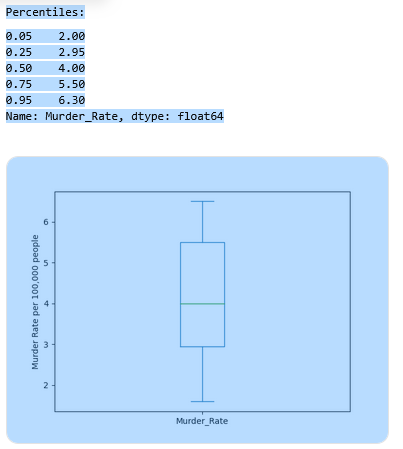 Percentiles:
0.05    2.00
0.25    2.95
0.50    4.00
0.75    5.50
0.95    6.30
Name: Murder_Rate, dtype: float64
Murder Rate per 100,000 people
6
5
4
3
2
Murder_Rate